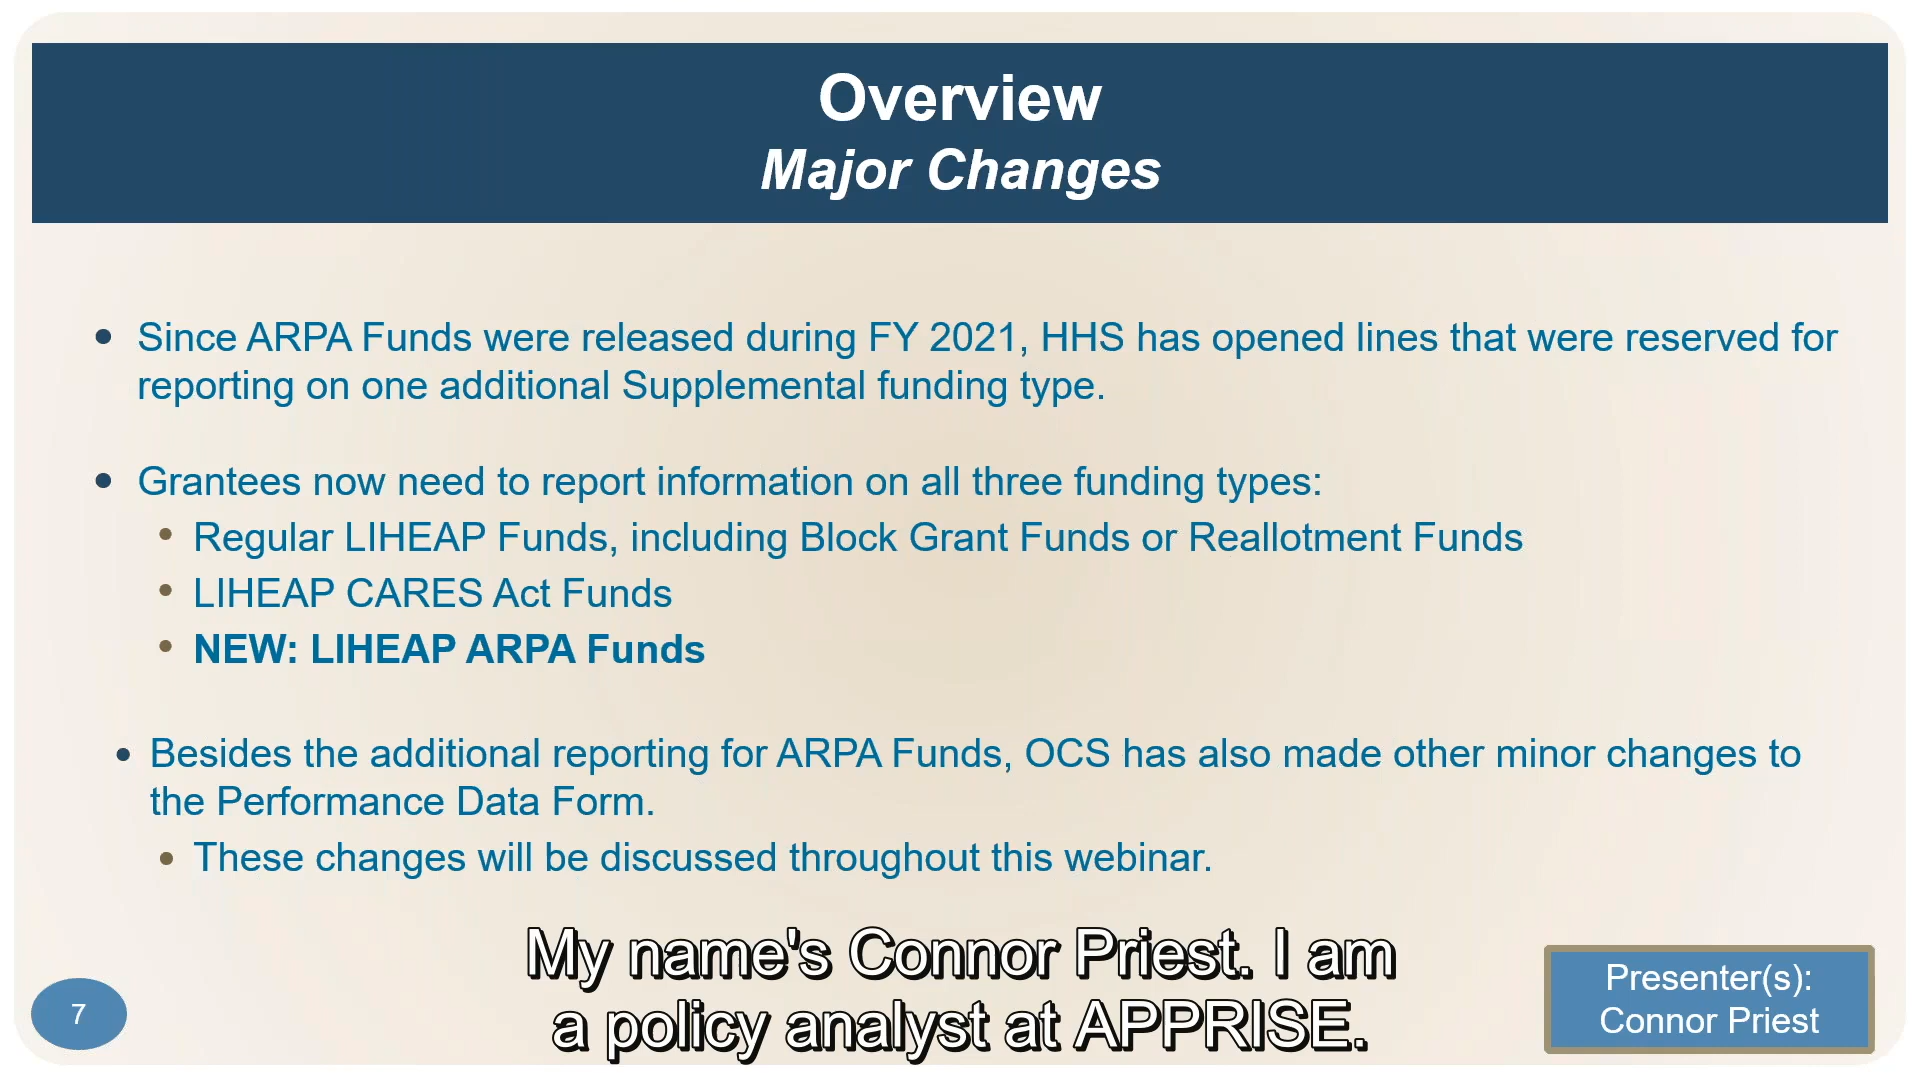 Overview
Major Changes
• Since ARPA Funds were released during FY 2021, HHS has opened lines that were reserved for
reporting on one additional Supplemental funding type.
• Grantees now need to report information on all three funding types:
• Regular LIHEAP Funds, including Block Grant Funds or Reallotment Funds
• LIHEAP CARES Act Funds
• NEW: LIHEAP ARPA Funds
• Besides the additional reporting for ARPA Funds, OCS has also made other minor changes to
the Performance Data Form.
• These changes will be discussed throughout this webinar.
My name's Connor Priest. I am
a policy analyst at APPRISE.
7
Presenter(s):
Connor Priest